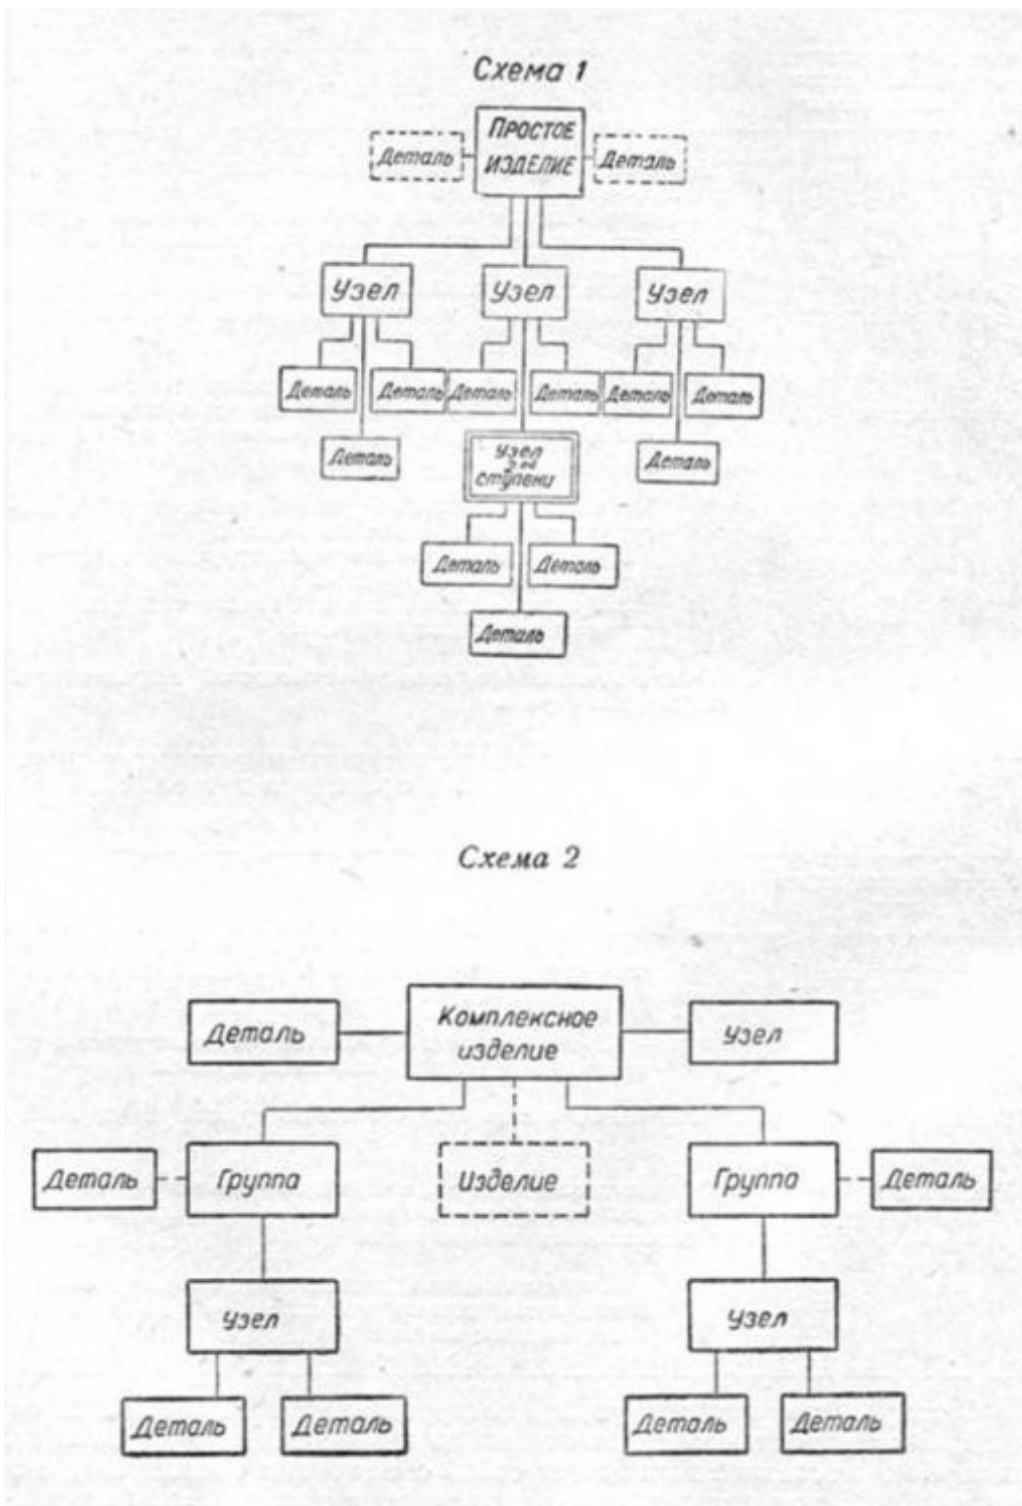 Схема 1
ПРОСТОЕ
ИЗДЕЛИЕ
Деталь
Деталь
Узел
Узел
Узел
Деталь
Деталь
Деталь
Деталь
Деталь
Деталь
Деталь
Узел
2ой
ступени
Деталь
Деталь
Деталь
Деталь
Схема 2
Деталь
Комплексное
изделие
Узел
Деталь
Группа
Изделие
Группа
Деталь
Узел
Узел
Деталь
Деталь
Деталь
Деталь